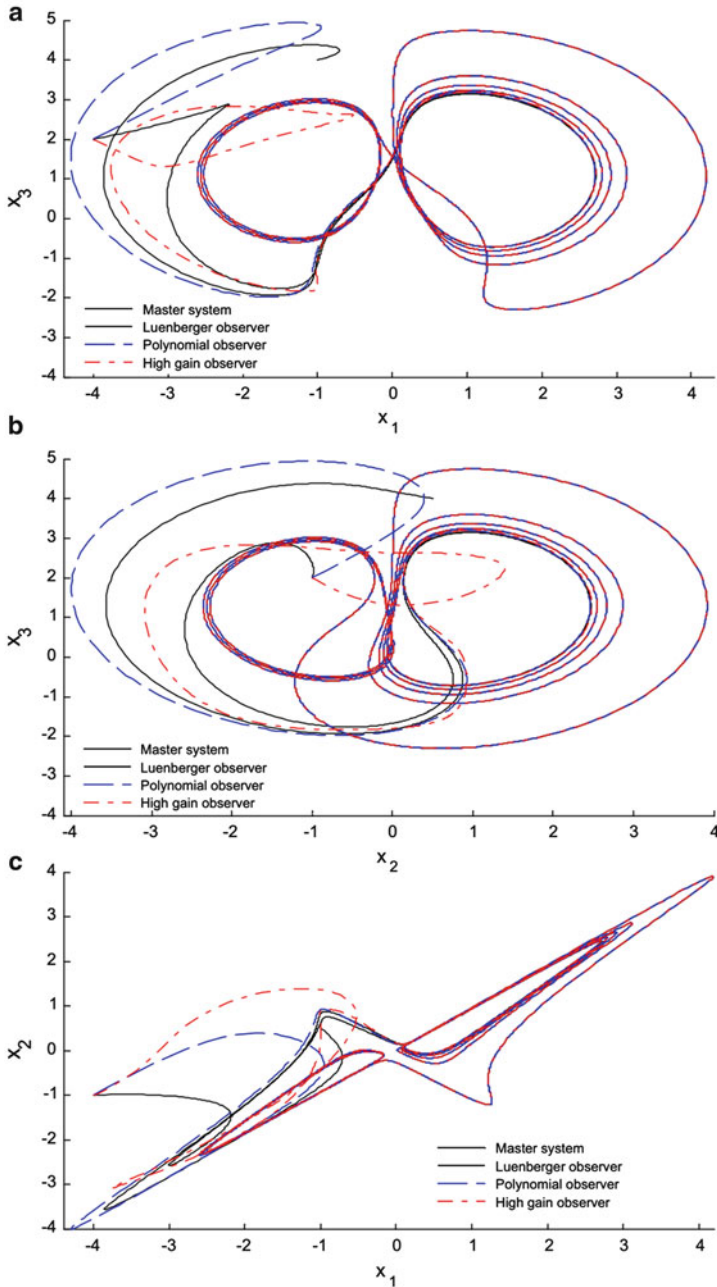 a
5
4
3
2
1
0
-1
-2
-3
-4
x3
Master system
Luenberger observer
Polynomial observer
High gain observer
-4 -3 -2 -1 0 1 2 3 4
x1
b
5
4
3
2
1
0
-1
-2
-3
-4
x3
Master system
Luenberger observer
Polynomial observer
High gain observer
-4 -3 -2 -1 0 1 2 3 4
x2
c
4
3
2
1
0
-1
-2
-3
-4
x2
Master system
Luenberger observer
Polynomial observer
High gain observer
-4 -3 -2 -1 0 1 2 3 4
x1